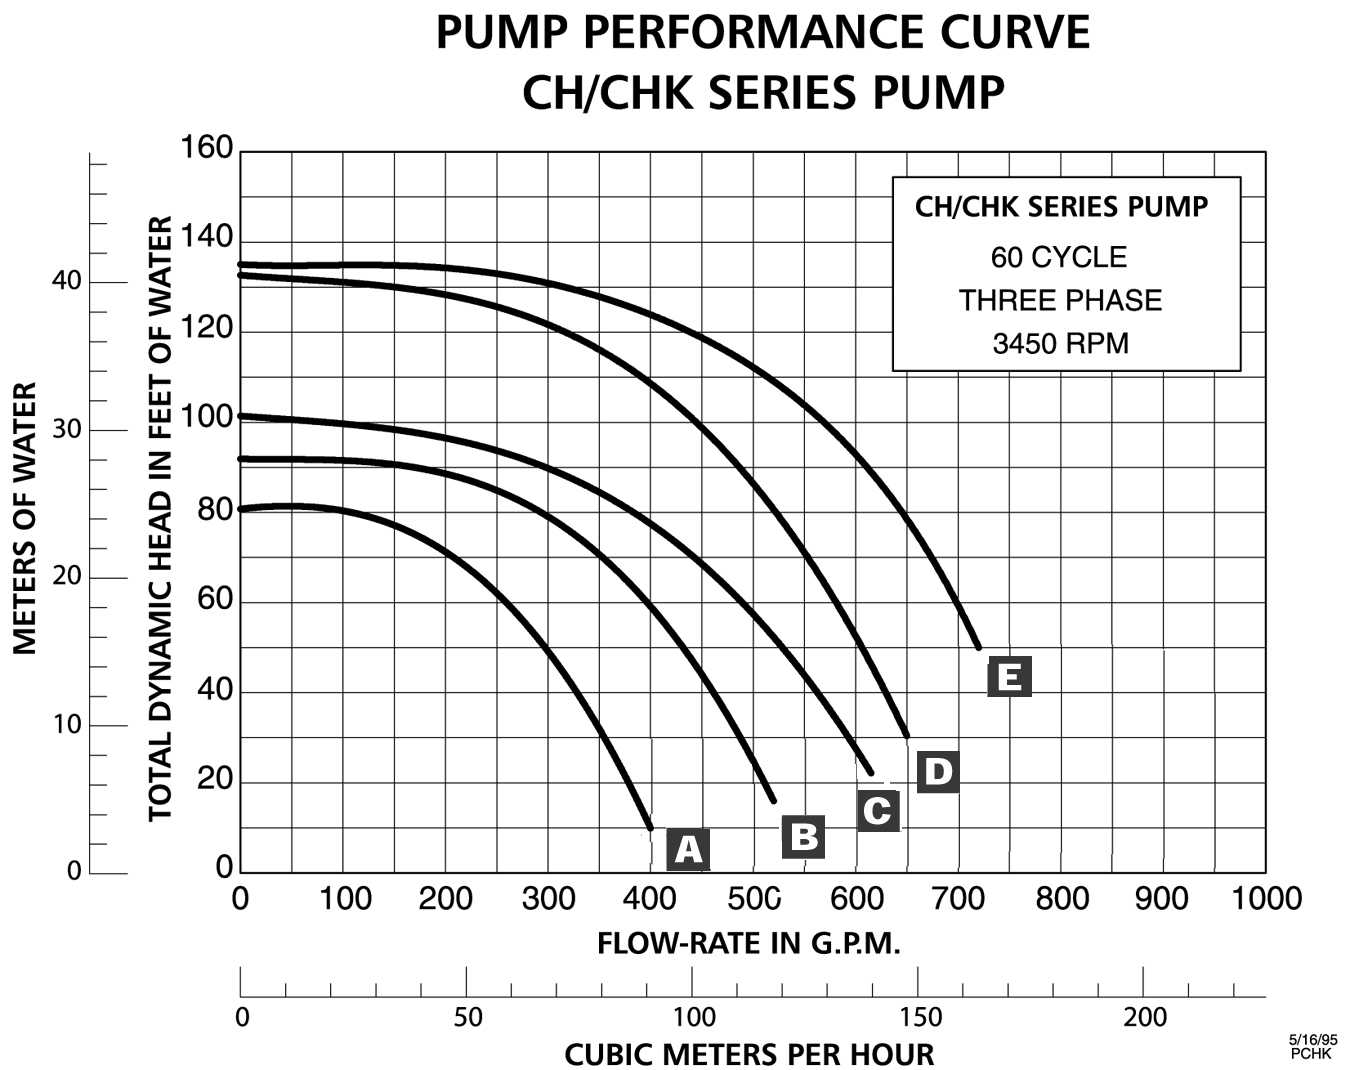 PUMP PERFORMANCE CURVE
CH/CHK SERIES PUMP
METERS OF WATER
40
30
20
10
0
TOTAL DYNAMIC HEAD IN FEET OF WATER
160
140
120
100
80
60
40
20
0
CH/CHK SERIES PUMP
60 CYCLE
THREE PHASE
3450 RPM
E
D
C
B
A
0 100 200 300 400 500 600 700 800 900 1000
FLOW-RATE IN G.P.M.
0 50 100 150 200
CUBIC METERS PER HOUR
5/16/95
PCHK